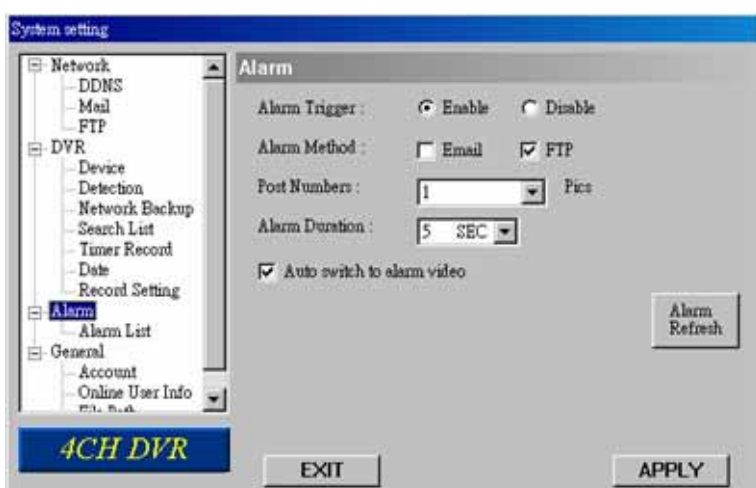 System setting
Network
DDNS
Mail
FTP
DVR
Device
Detection
Network Backup
Search List
Timer Record
Date
Record Setting
Alarm
Alarm List
General
Account
Online User Info
File Path
4CH DVR
Alarm
Alarm Trigger : Enable Disable
Alarm Method : Email FTP
Post Numbers : 1 Pics
Alarm Duration : 5 SEC
Auto switch to alarm video
Alarm
Refresh
EXIT APPLY